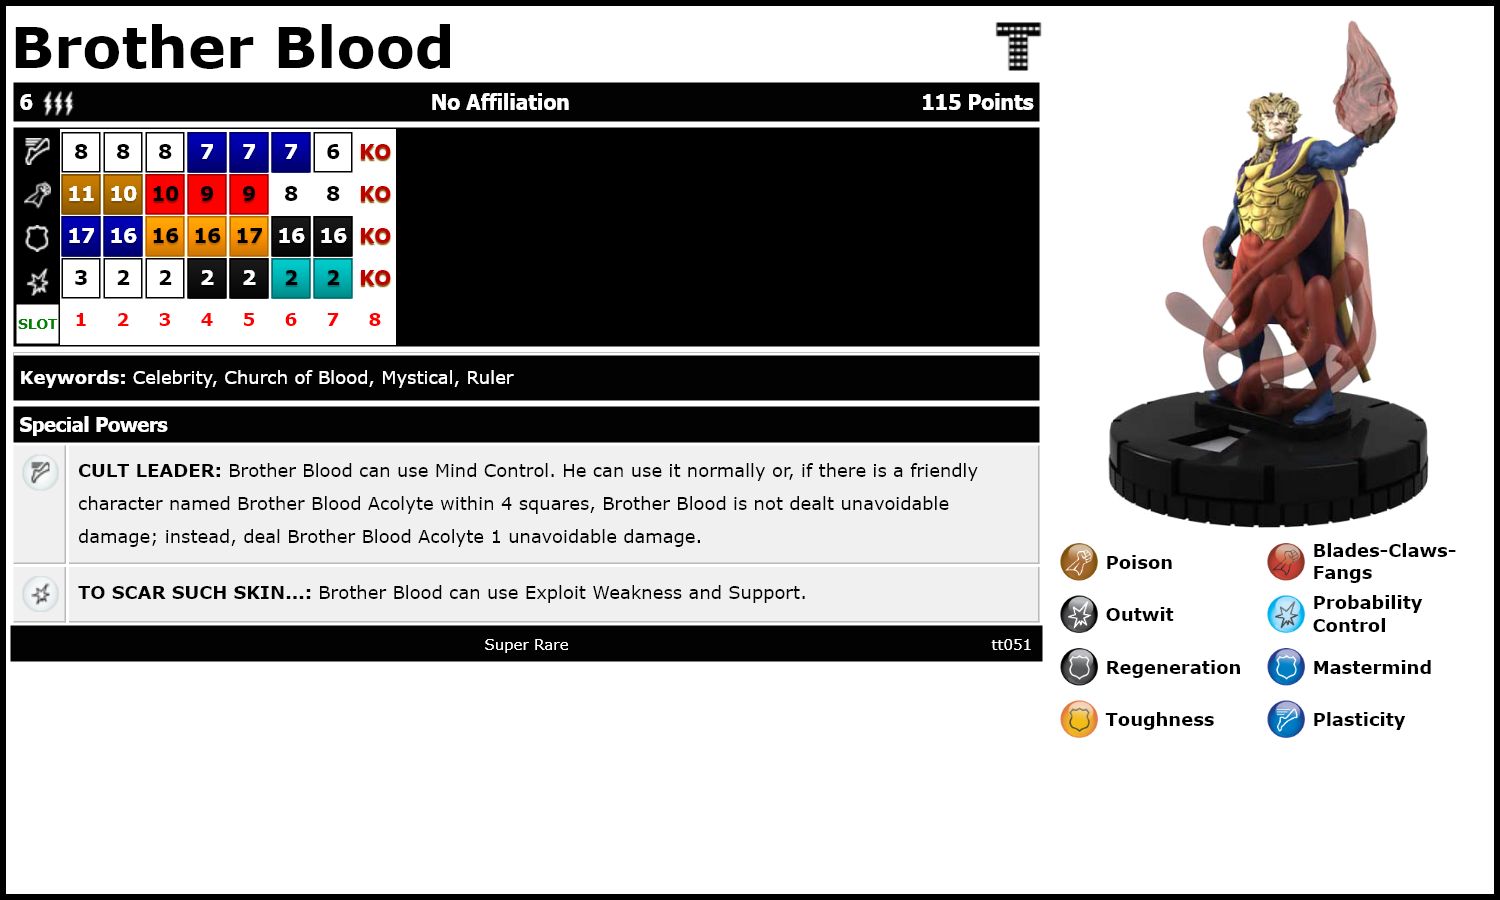 Brother Blood
T
6 No Affiliation 115 Points
8 8 8 7 7 7 6 KO
11 10 10 9 9 8 8 KO
17 16 16 16 17 16 16 KO
3 2 2 2 2 2 2 KO
SLOT 1 2 3 4 5 6 7 8
Keywords: Celebrity, Church of Blood, Mystical, Ruler
Special Powers
CULT LEADER: Brother Blood can use Mind Control. He can use it normally or, if there is a friendly
character named Brother Blood Acolyte within 4 squares, Brother Blood is not dealt unavoidable
damage; instead, deal Brother Blood Acolyte 1 unavoidable damage.
TO SCAR SUCH SKIN...: Brother Blood can use Exploit Weakness and Support.
Super Rare tt051
Poison
Blades-Claws-
Fangs
Outwit
Probability
Control
Regeneration
Mastermind
Toughness
Plasticity